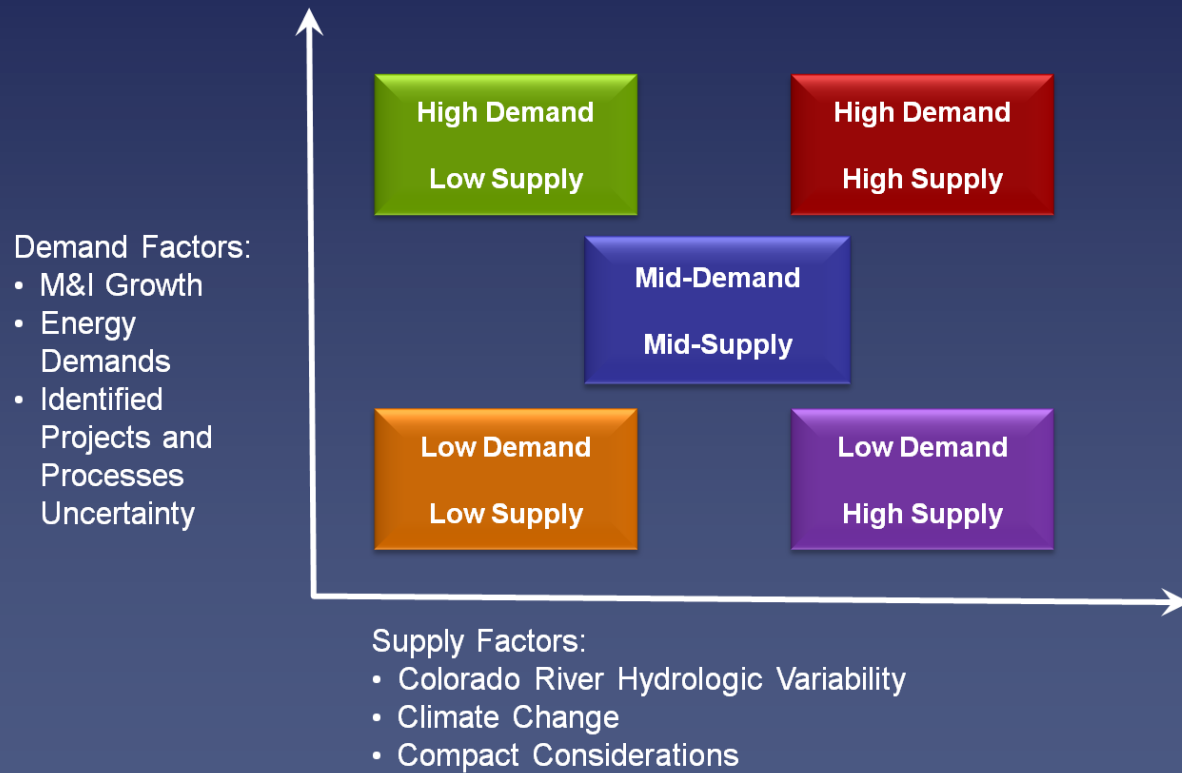 High Demand
Low Supply
High Demand
High Supply
Mid-Demand
Mid-Supply
Demand Factors:
• M&I Growth
• Energy
Demands
• Identified
Projects and
Processes
Uncertainty
Low Demand
Low Supply
Low Demand
High Supply
Supply Factors:
• Colorado River Hydrologic Variability
• Climate Change
• Compact Considerations